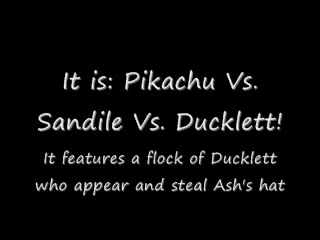 It is: Pikachu Vs.
Sandile Vs. Ducklett!
It features a flock of Ducklett
who appear and steal Ash's hat